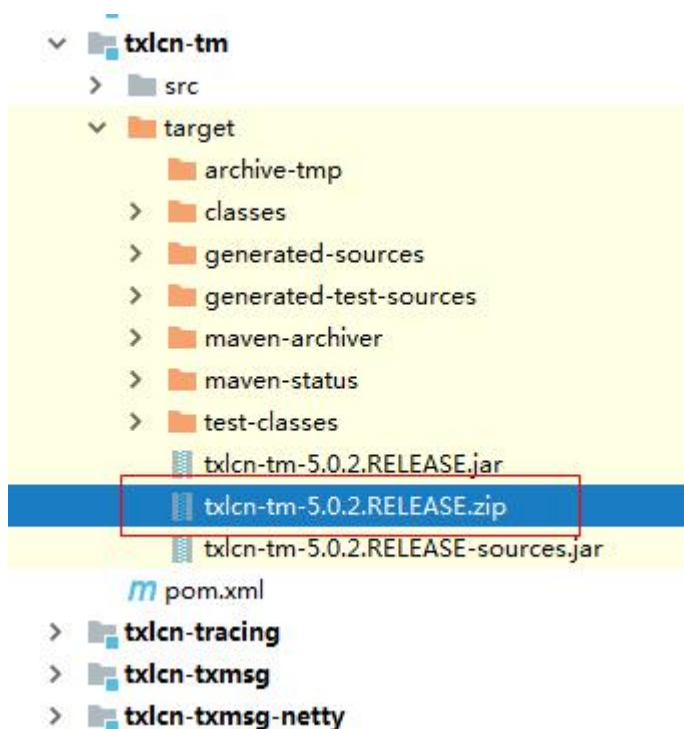 txlcn-tm
src
target
archive-tmp
classes
generated-sources
generated-test-sources
maven-archiver
maven-status
test-classes
txlcn-tm-5.0.2.RELEASE.jar
txlcn-tm-5.0.2.RELEASE.zip
txlcn-tm-5.0.2.RELEASE-sources.jar
m pom.xml
txlcn-tracing
txlcn-txmsg
txlcn-txmsg-netty